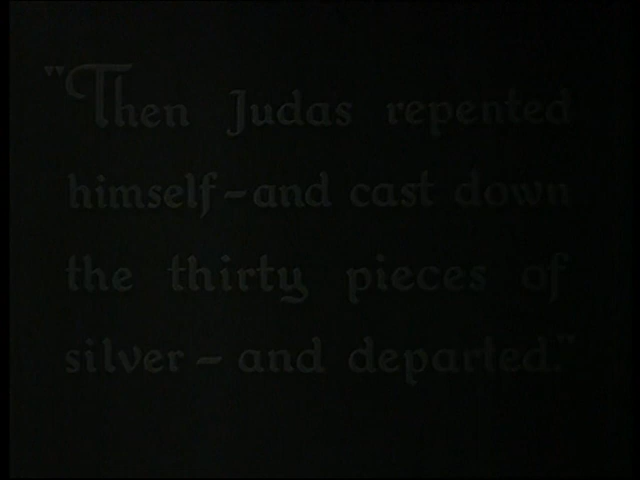 "Then Judas repented
himself – and cast down
the thirty pieces of
silver – and departed."